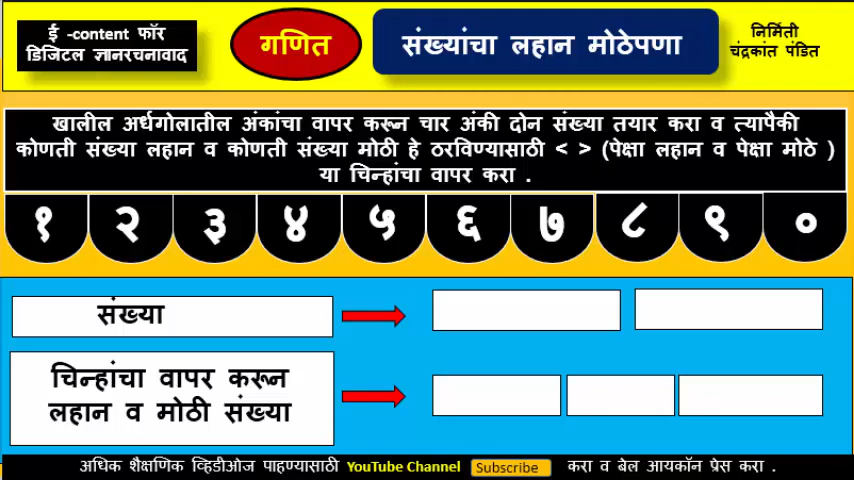 ई -content फॉर
डिजिटल ज्ञानरचनावाद
गणित
संख्यांचा लहान मोठेपणा
निर्मिती
चंद्रकांत पंडित
खालील अर्धगोलातील अंकांचा वापर करून चार अंकी दोन संख्या तयार करा व त्यापैकी
कोणती संख्या लहान व कोणती संख्या मोठी हे ठरविण्यासाठी < > (पेक्षा लहान व पेक्षा मोठे )
या चिन्हांचा वापर करा .
१ २ ३ ४ ५ ६ ७ ८ ९ ०
संख्या
चिन्हांचा वापर करून
लहान व मोठी संख्या
अधिक शैक्षणिक व्हिडीओज पाहण्यासाठी YouTube Channel Subscribe करा व बेल आयकॉन प्रेस करा .